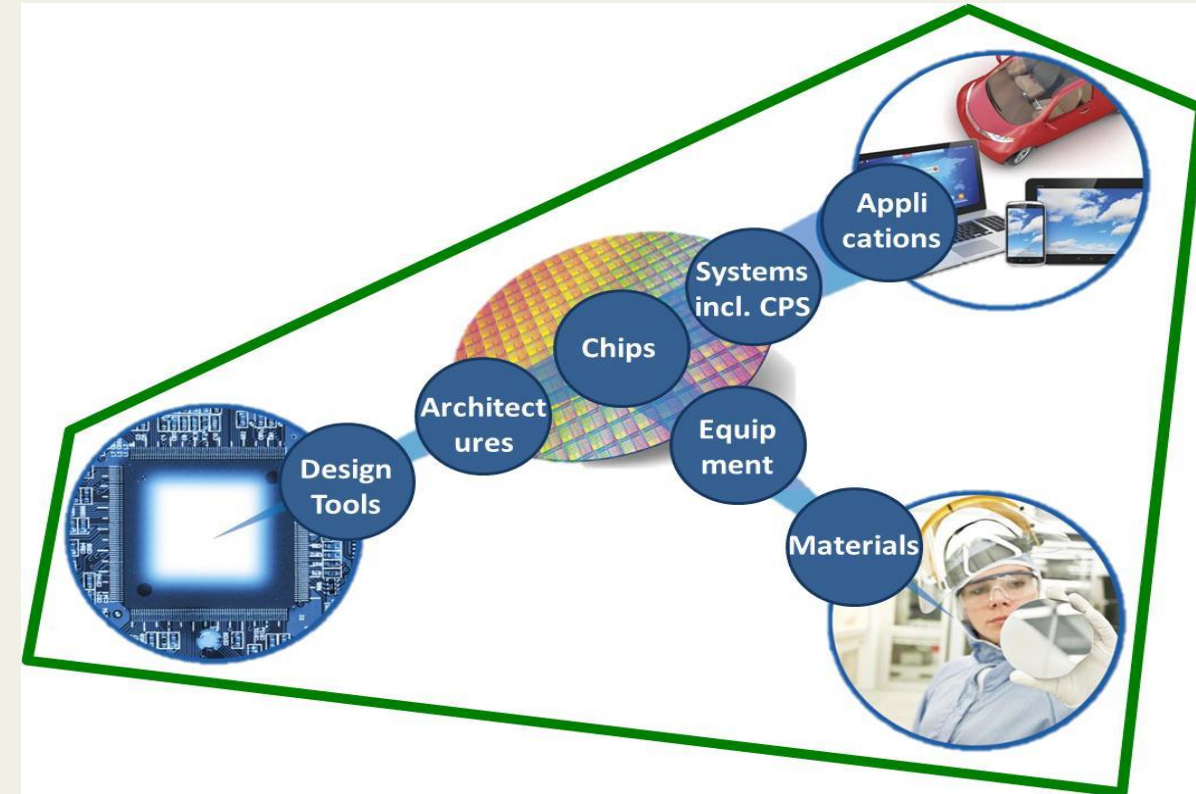 Appli
cations
Systems
incl. CPS
Chips
Architect
ures
Equip
ment
Design
Tools
Materials